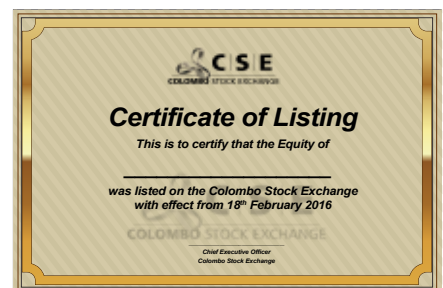 C|S|E
COLOMBO STOCK EXCHANGE
Certificate of Listing
This is to certify that the Equity of
was listed on the Colombo Stock Exchange
with effect from 18th February 2016
COLOMBO STOCK EXCHANGE
Chief Executive Officer
Colombo Stock Exchange